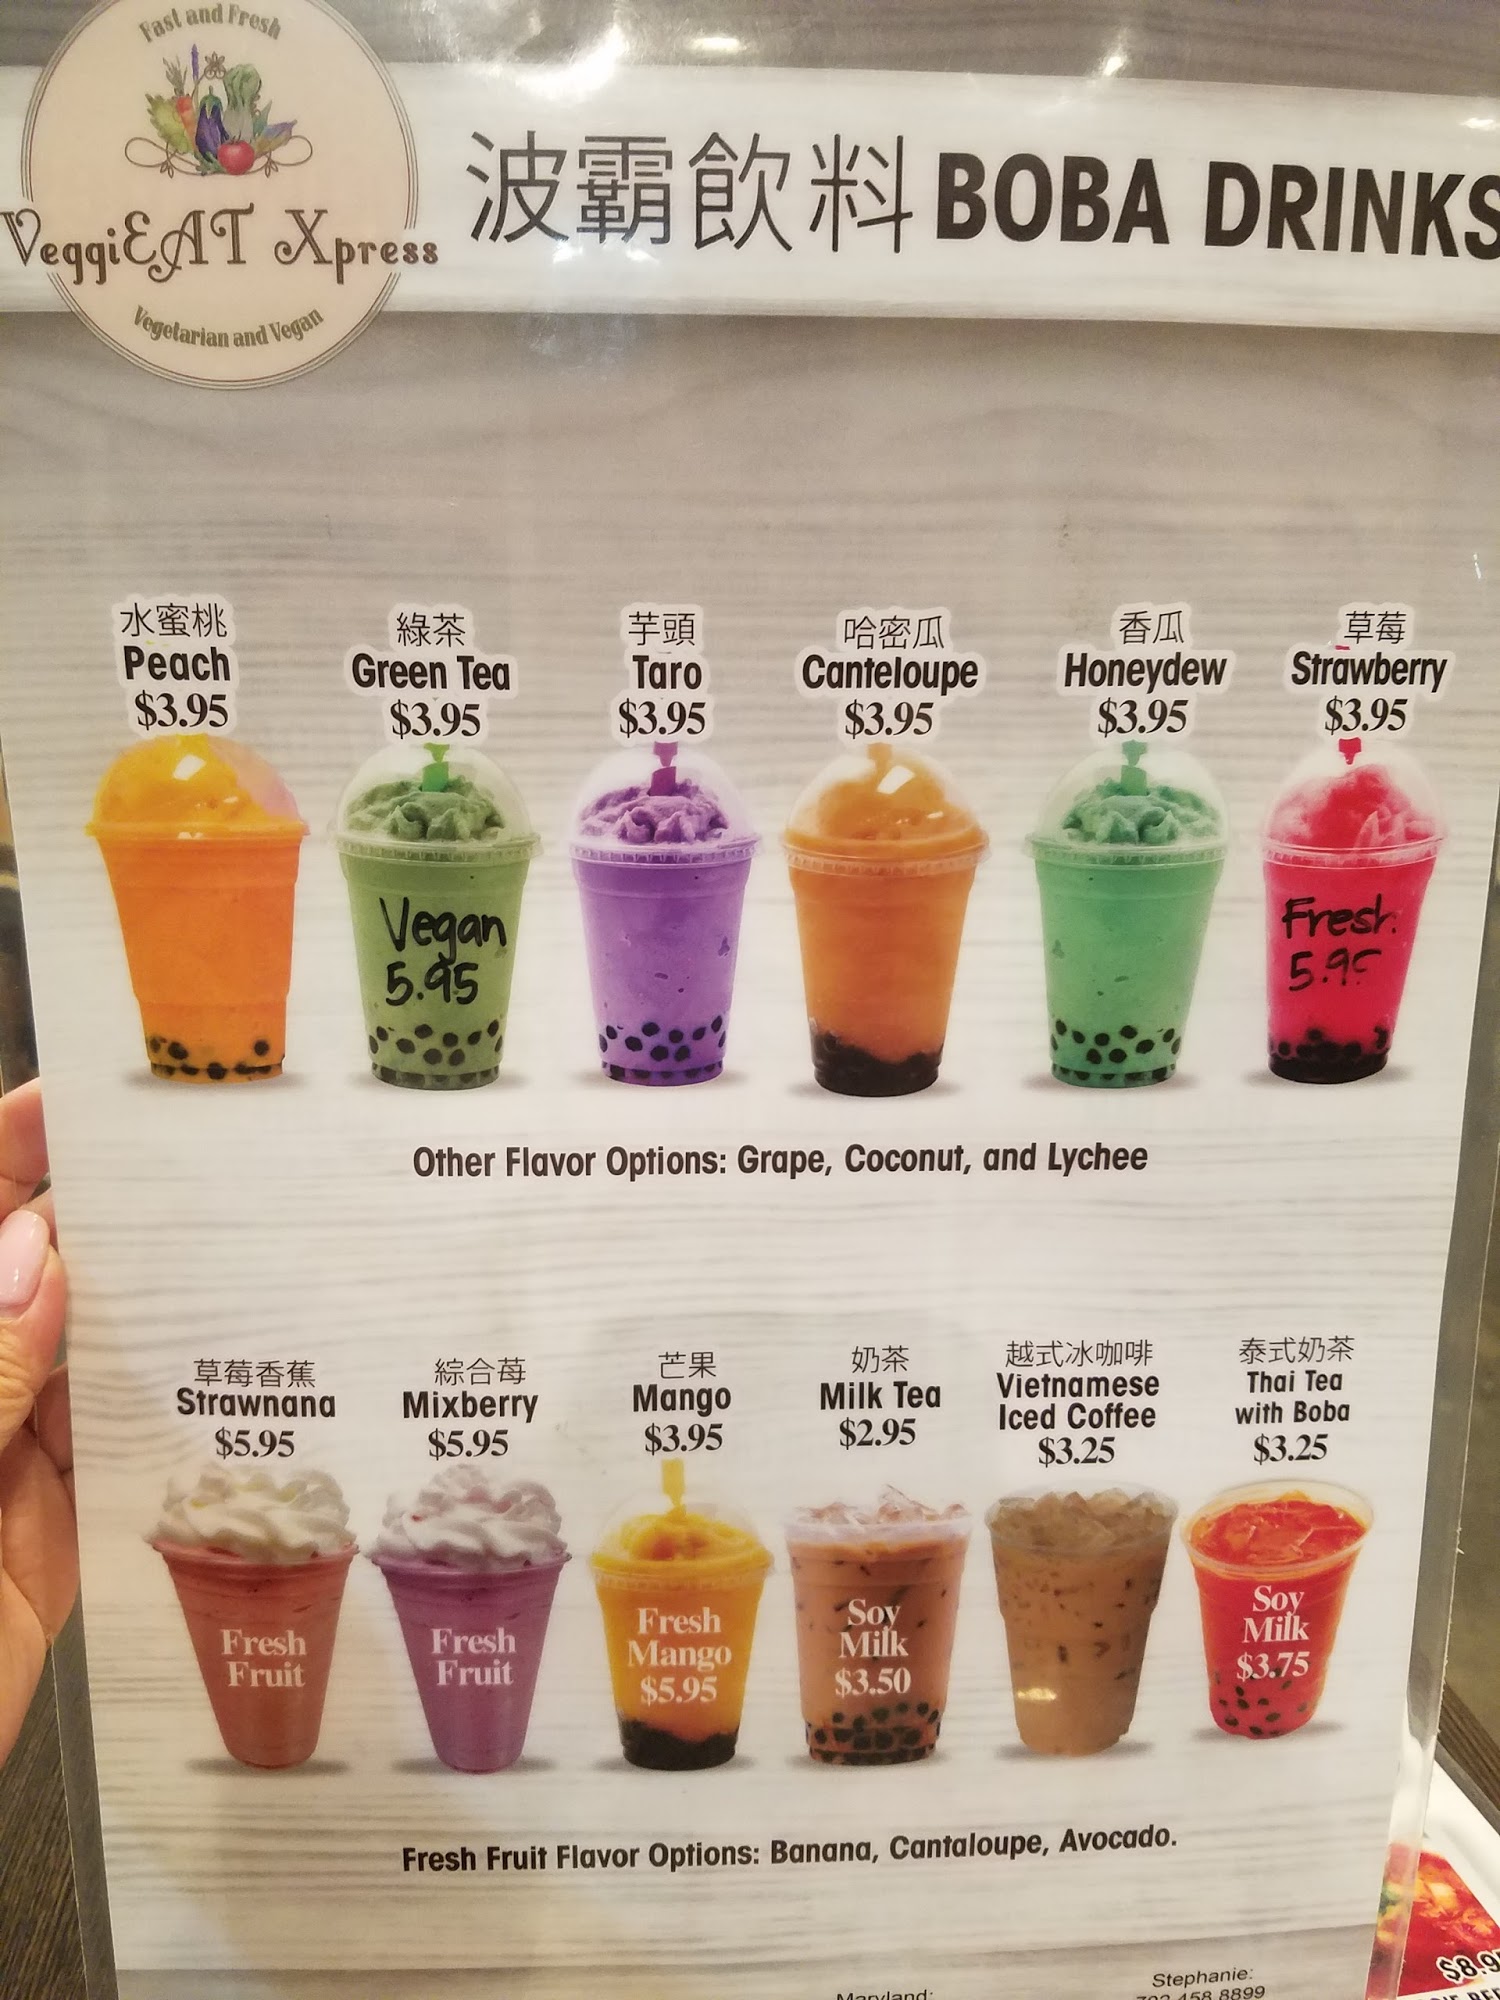 Fast and Fresh
VeggiEAT Xpress
Vegetarian and Vegan
波霸飲料 BOBA DRINKS
水蜜桃
Peach
$3.95
綠茶
Green Tea
$3.95
芋頭
Taro
$3.95
哈密瓜
Canteloupe
$3.95
香瓜
Honeydew
$3.95
草莓
Strawberry
$3.95
Vegan
5.95
Fresh
Other Flavor Options: Grape, Coconut, and Lychee
草莓香蕉
Strawnana
$5.95
綜合苺
Mixberry
$5.95
芒果
Mango
$3.95
奶茶
Milk Tea
$2.95
越式冰咖啡
Vietnamese
Iced Coffee
$3.25
泰式奶茶
Thai Tea
with Boba
$3.25
Fresh
Fruit
Fresh
Fruit
Fresh
Mango
$5.95
Soy
Milk
$3.50
Soy
Milk
$3.75
Fresh Fruit Flavor Options: Banana, Cantaloupe, Avocado.
Maryland:
Stephanie: